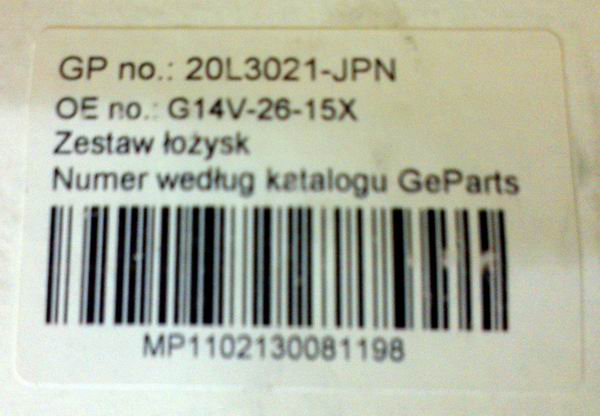 GP no.: 20L3021-JPN
OE no.: G14V-26-15X
Zestaw łożysk
Numer według katalogu GeParts
MP1102130081198